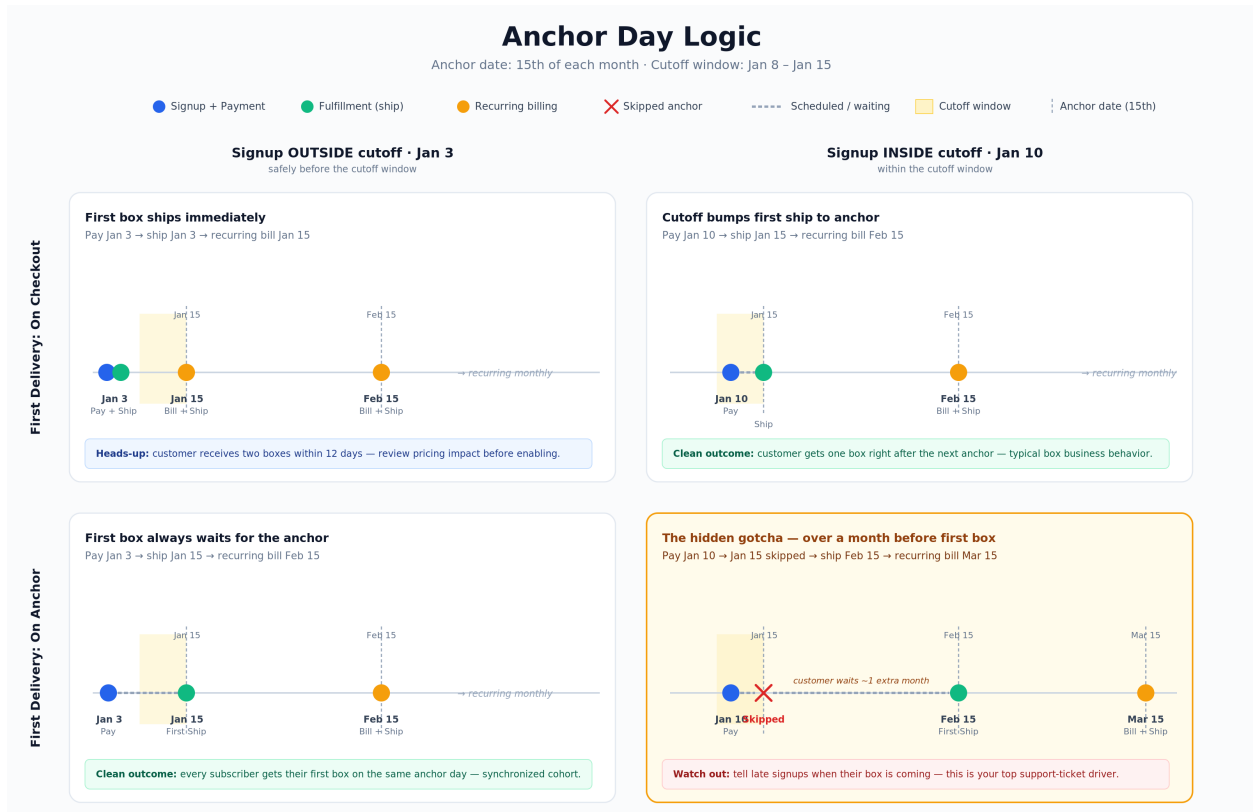 Anchor Day Logic
Anchor date: 15th of each month · Cutoff window: Jan 8 – Jan 15
Signup + Payment
Fulfillment (ship)
Recurring billing
Skipped anchor
Scheduled / waiting
Cutoff window
Anchor date (15th)
Signup OUTSIDE cutoff · Jan 3
safely before the cutoff window
Signup INSIDE cutoff · Jan 10
within the cutoff window
First Delivery: On Checkout
First box ships immediately
Pay Jan 3 → ship Jan 3 → recurring bill Jan 15
Jan 15
Feb 15
→ recurring monthly
Jan 3
Pay + Ship
Jan 15
Bill + Ship
Feb 15
Bill + Ship
Heads-up: customer receives two boxes within 12 days — review pricing impact before enabling.
Cutoff bumps first ship to anchor
Pay Jan 10 → ship Jan 15 → recurring bill Feb 15
Jan 15
Feb 15
→ recurring monthly
Jan 10
Pay
Ship
Feb 15
Bill + Ship
Clean outcome: customer gets one box right after the next anchor — typical box business behavior.
First Delivery: On Anchor
First box always waits for the anchor
Pay Jan 3 → ship Jan 15 → recurring bill Feb 15
Jan 15
Feb 15
→ recurring monthly
Jan 3
Pay
Jan 15
First Ship
Feb 15
Bill + Ship
Clean outcome: every subscriber gets their first box on the same anchor day — synchronized cohort.
The hidden gotcha — over a month before first box
Pay Jan 10 → Jan 15 skipped → ship Feb 15 → recurring bill Mar 15
Jan 15
Feb 15
Mar 15
customer waits ~1 extra month
Jan 10
Pay
Skipped
Feb 15
First Ship
Mar 15
Bill + Ship
Watch out: tell late signups when their box is coming — this is your top support-ticket driver.